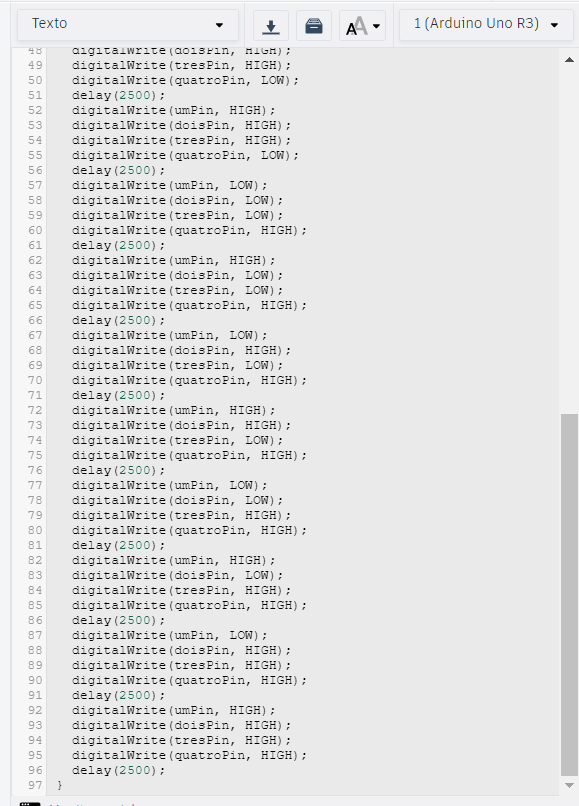 Texto
1 (Arduino Uno R3)
48 digitalWrite(doisPin, HIGH);
49 digitalWrite(tresPin, HIGH);
50 digitalWrite(quatroPin, LOW);
51 delay(2500);
52 digitalWrite(umPin, HIGH);
53 digitalWrite(doisPin, HIGH);
54 digitalWrite(tresPin, HIGH);
55 digitalWrite(quatroPin, LOW);
56 delay(2500);
57 digitalWrite(umPin, LOW);
58 digitalWrite(doisPin, LOW);
59 digitalWrite(tresPin, LOW);
60 digitalWrite(quatroPin, HIGH);
61 delay(2500);
62 digitalWrite(umPin, HIGH);
63 digitalWrite(doisPin, LOW);
64 digitalWrite(tresPin, LOW);
65 digitalWrite(quatroPin, HIGH);
66 delay(2500);
67 digitalWrite(umPin, LOW);
68 digitalWrite(doisPin, HIGH);
69 digitalWrite(tresPin, LOW);
70 digitalWrite(quatroPin, HIGH);
71 delay(2500);
72 digitalWrite(umPin, HIGH);
73 digitalWrite(doisPin, HIGH);
74 digitalWrite(tresPin, LOW);
75 digitalWrite(quatroPin, HIGH);
76 delay(2500);
77 digitalWrite(umPin, LOW);
78 digitalWrite(doisPin, LOW);
79 digitalWrite(tresPin, HIGH);
80 digitalWrite(quatroPin, HIGH);
81 delay(2500);
82 digitalWrite(umPin, HIGH);
83 digitalWrite(doisPin, LOW);
84 digitalWrite(tresPin, HIGH);
85 digitalWrite(quatroPin, HIGH);
86 delay(2500);
87 digitalWrite(umPin, LOW);
88 digitalWrite(doisPin, HIGH);
89 digitalWrite(tresPin, HIGH);
90 digitalWrite(quatroPin, HIGH);
91 delay(2500);
92 digitalWrite(umPin, HIGH);
93 digitalWrite(doisPin, HIGH);
94 digitalWrite(tresPin, HIGH);
95 digitalWrite(quatroPin, HIGH);
96 delay(2500);
97 }